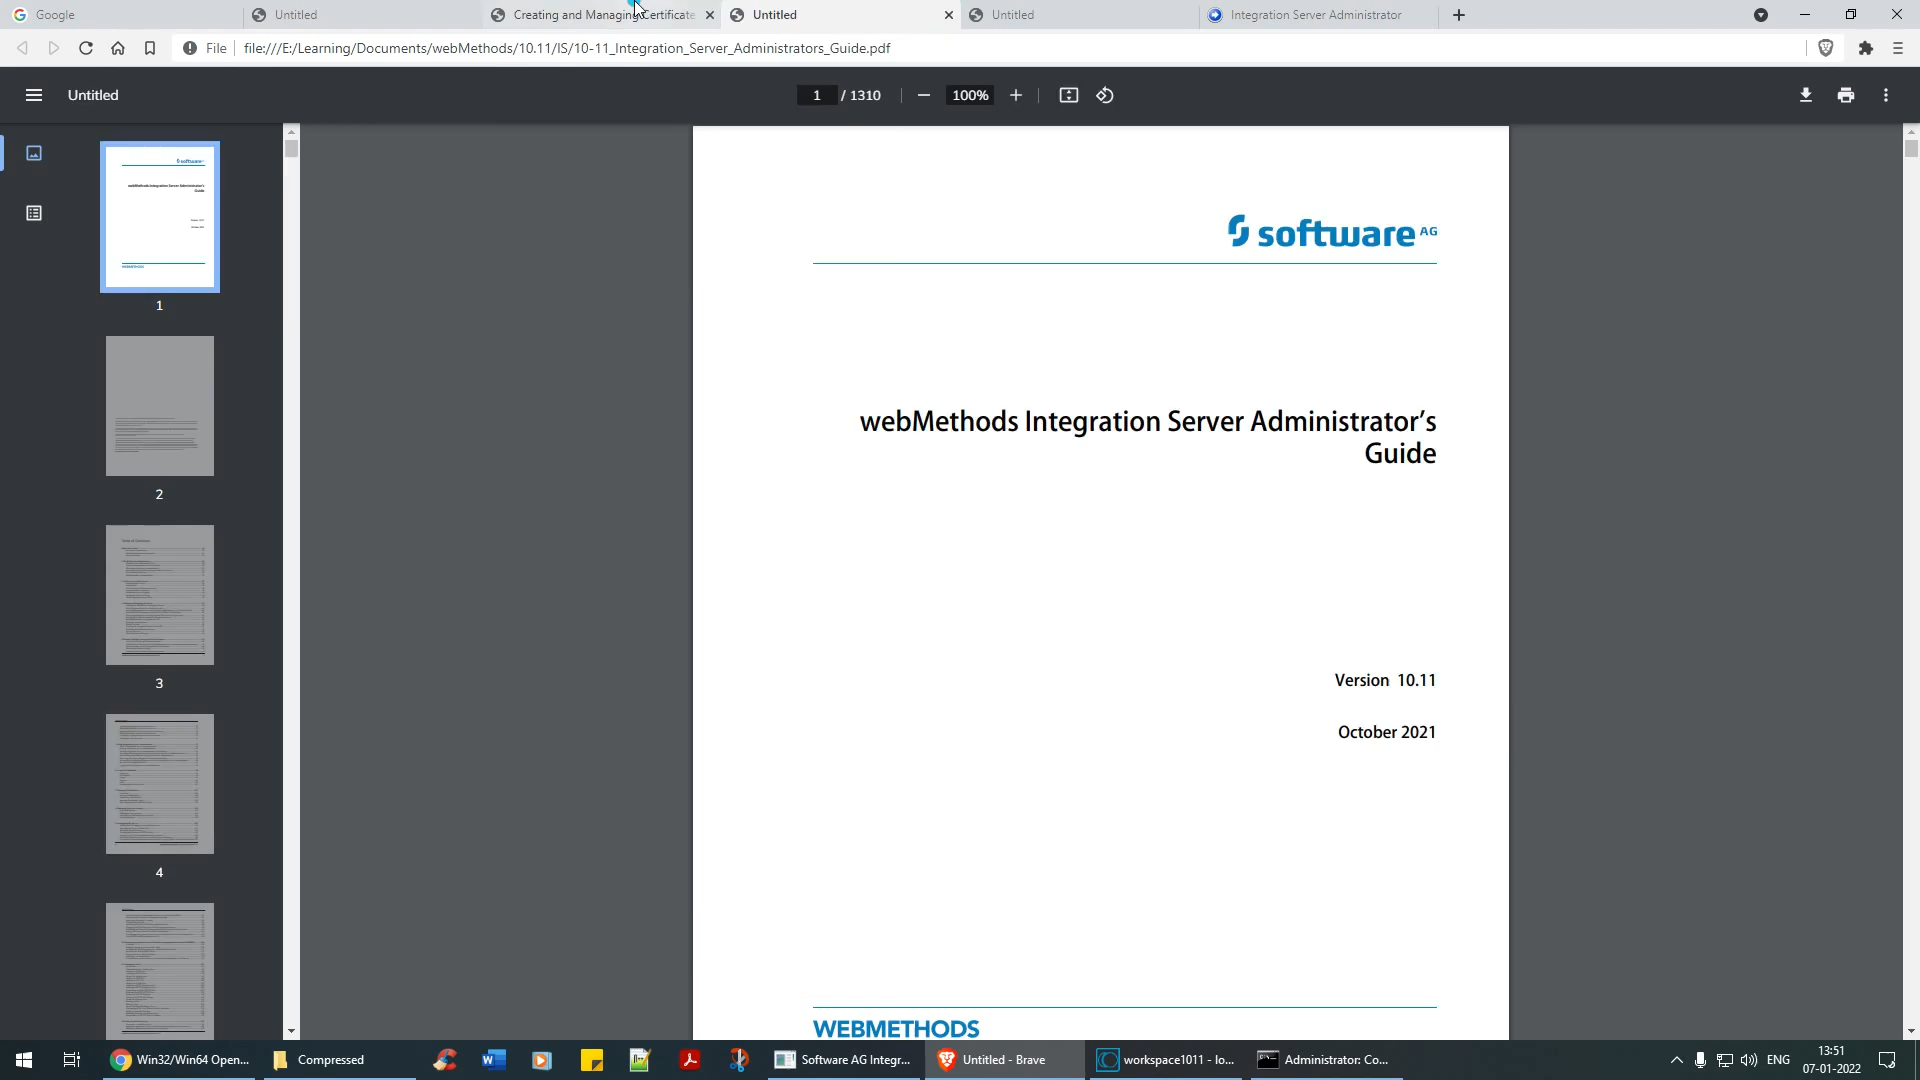 Google
Untitled
Creating and Managing Certificate
Untitled
Untitled
Integration Server Administrator
File
file:///E:/Learning/Documents/webMethods/10.11/IS/10-11_Integration_Server_Administrators_Guide.pdf
Untitled
1 / 1310
100%
software AG
webMethods Integration Server Administrator's
Guide
Version 10.11
October 2021
WEBMETHODS
1
2
3
4
Win32/Win64 Open...
Compressed
Software AG Integr...
Untitled - Brave
workspace1011 - Io...
Administrator: Co...
ENG
13:51
07-01-2022